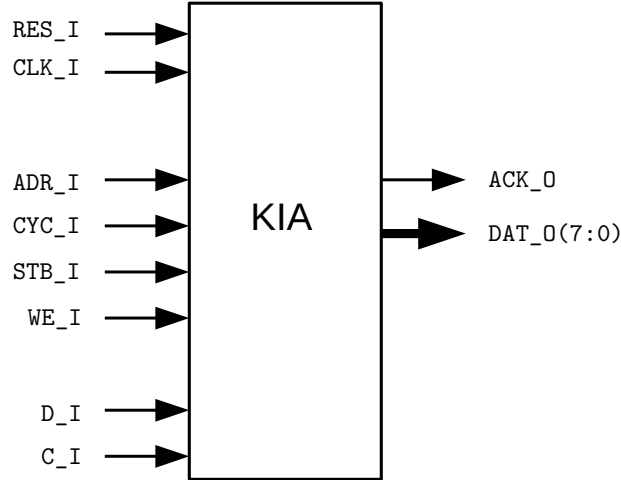 RES_I
CLK_I
ADR_I
CYC_I
STB_I
WE_I
D_I
C_I
KIA
ACK_O
DAT_O(7:0)